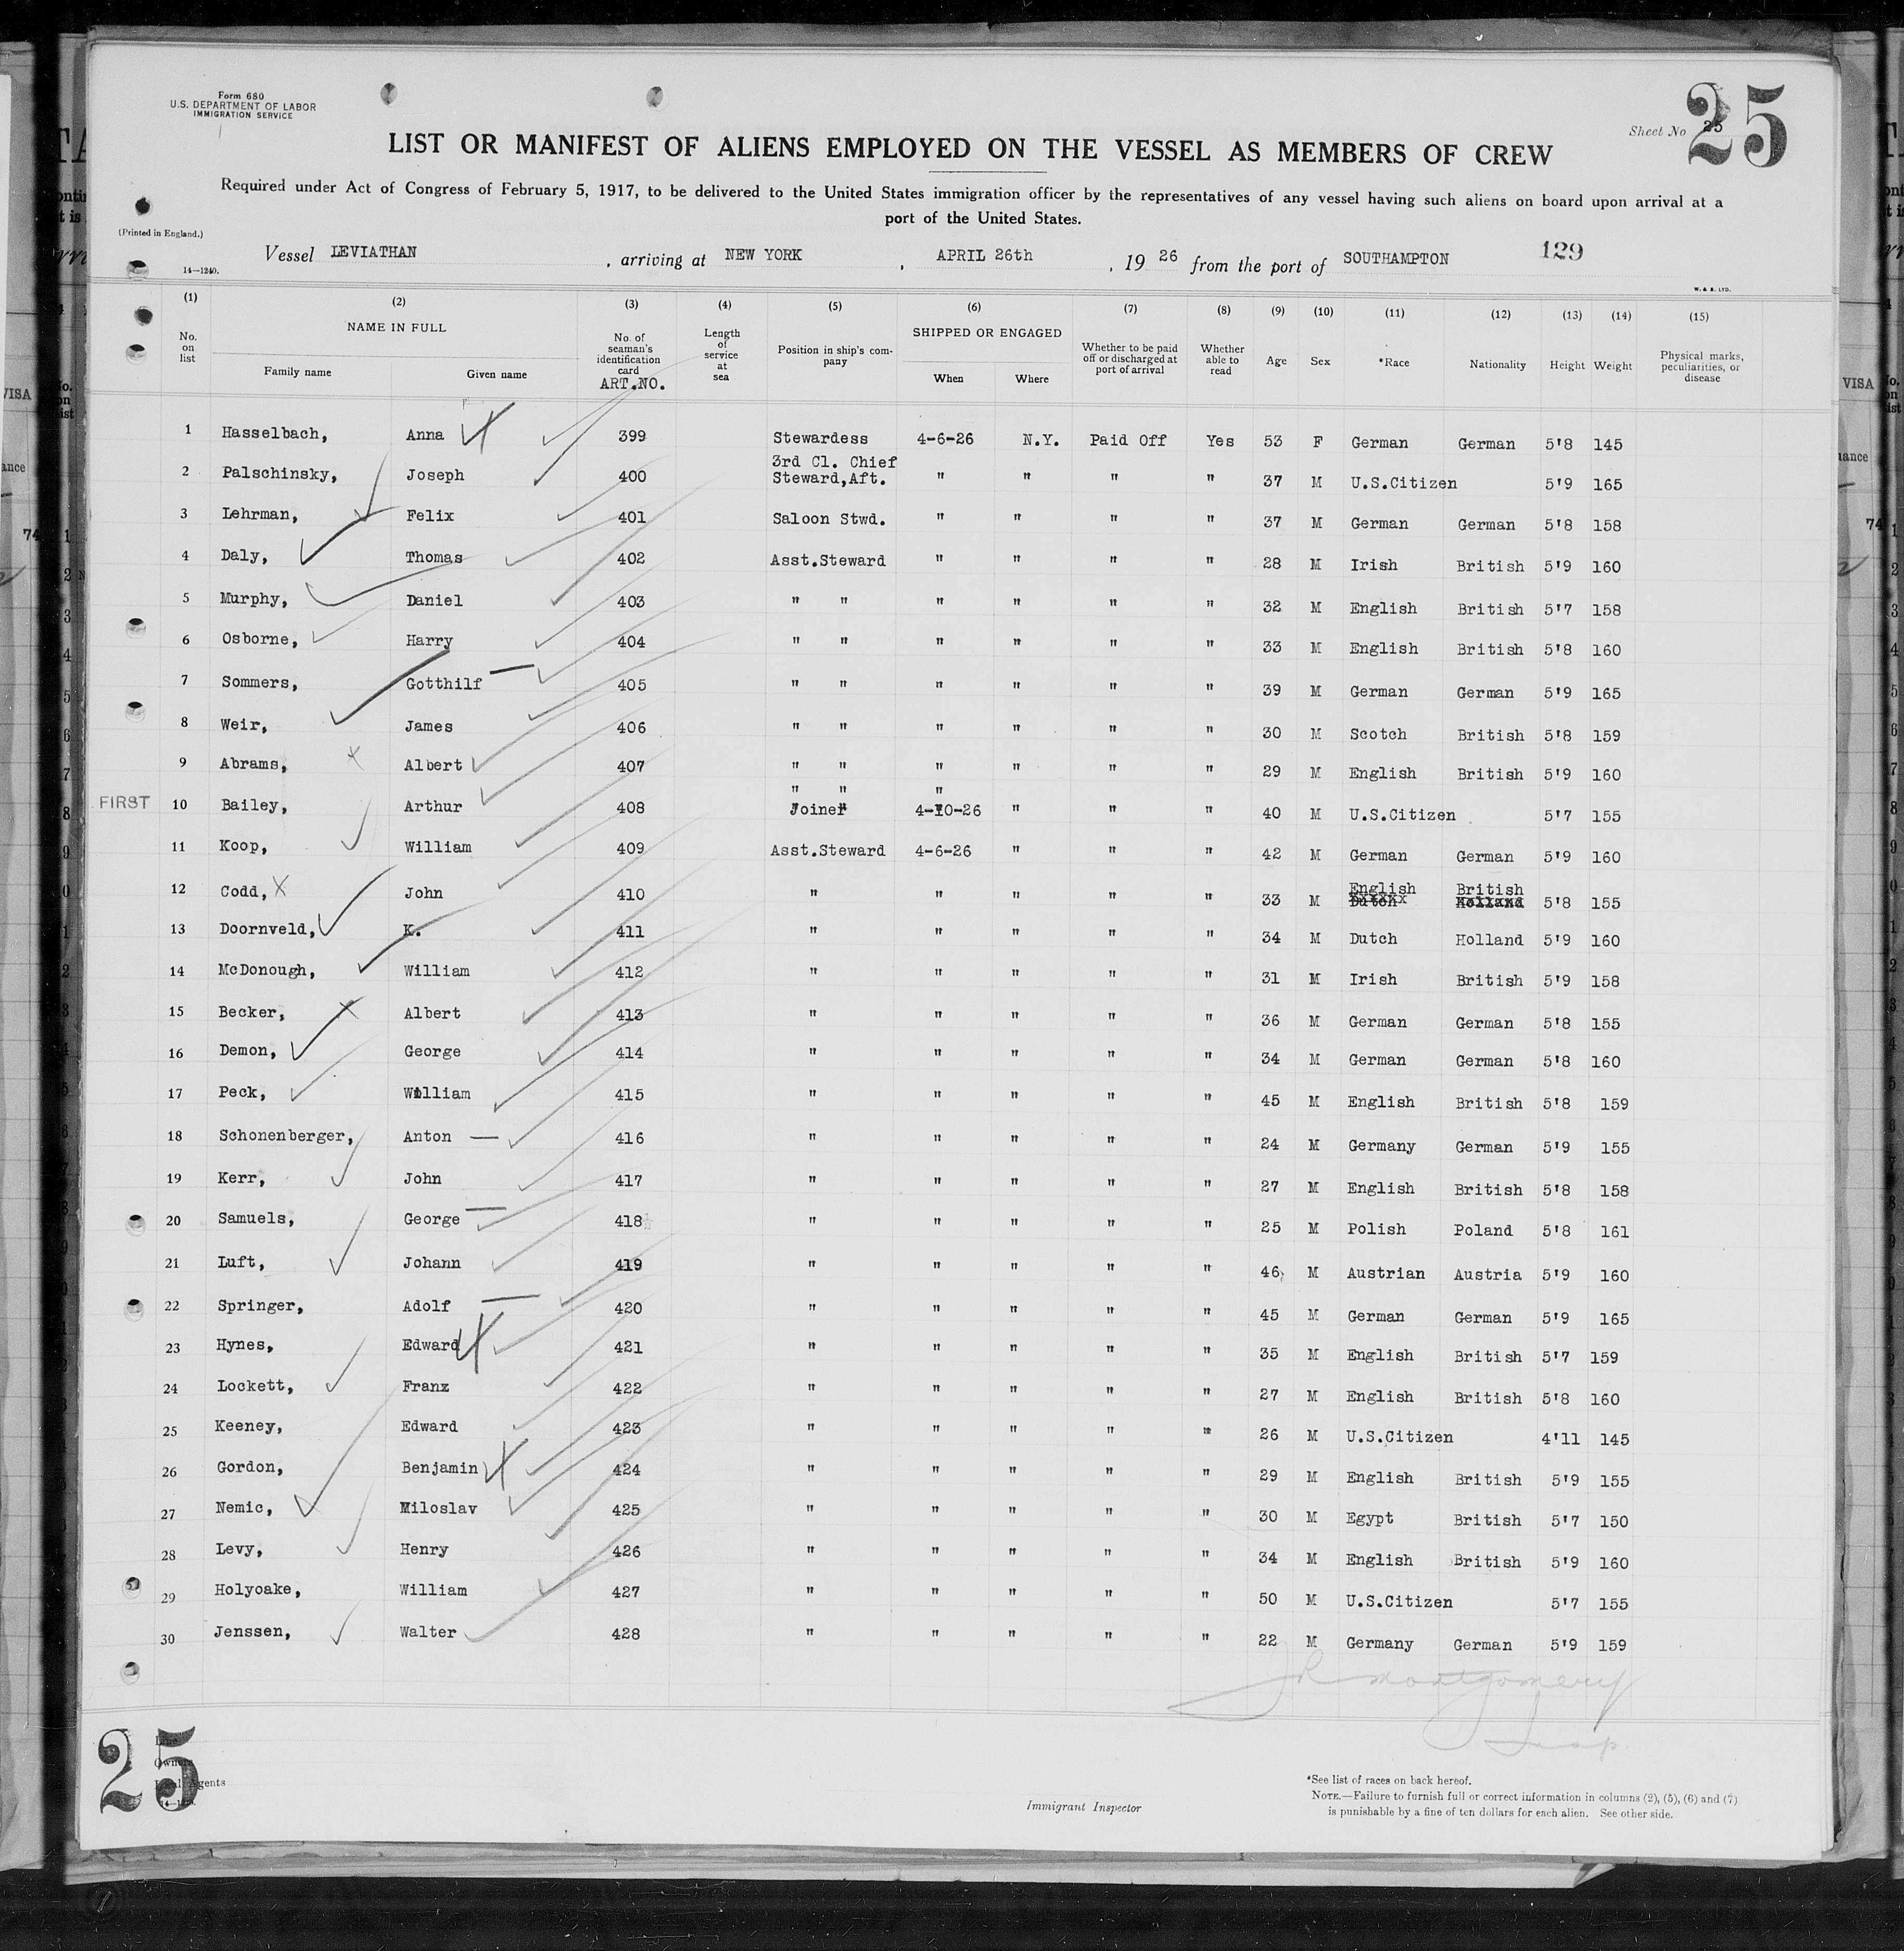 Form 680
U.S. DEPARTMENT OF LABOR
IMMIGRATION SERVICE
25
Sheet No 25
LIST OR MANIFEST OF ALIENS EMPLOYED ON THE VESSEL AS MEMBERS OF CREW
Required under Act of Congress of February 5, 1917, to be delivered to the United States immigration officer by the representatives of any vessel having such aliens on board upon arrival at a
port of the United States.
(Printed in England.)
Vessel LEVIATHAN , arriving at NEW YORK , APRIL 26th , 19 26 from the port of SOUTHAMPTON 129
14—1240.
W. & S. LTD.
(1) (2) (3) (4) (5) (6) (7) (8) (9) (10) (11) (12) (13) (14) (15)
No. on list NAME IN FULL Family name Given name No. of seaman's identification card ART.NO. Length of service at sea Position in ship's company SHIPPED OR ENGAGED When Where Whether to be paid off or discharged at port of arrival Whether able to read Age Sex *Race Nationality Height Weight Physical marks, peculiarities, or disease
1 Hasselbach, Anna 399 Stewardess 4-6-26 N.Y. Paid Off Yes 53 F German German 5'8 145
2 Palschinsky, Joseph 400 3rd Cl. Chief Steward,Aft. " " " " 37 M U.S.Citizen 5'9 165
3 Lehrman, Felix 401 Saloon Stwd. " " " " 37 M German German 5'8 158
4 Daly, Thomas 402 Asst.Steward " " " " 28 M Irish British 5'9 160
5 Murphy, Daniel 403 " " " " " " 32 M English British 5'7 158
6 Osborne, Harry 404 " " " " " " 33 M English British 5'8 160
7 Sommers, Gotthilf 405 " " " " " " 39 M German German 5'9 165
8 Weir, James 406 " " " " " " 30 M Scotch British 5'8 159
9 Abrams, Albert 407 " " " " " " 29 M English British 5'9 160
" " "
FIRST 10 Bailey, Arthur 408 Joiner 4-10-26 " " " 40 M U.S.Citizen 5'7 155
11 Koop, William 409 Asst.Steward 4-6-26 " " " 42 M German German 5'9 160
12 Codd, John 410 " " " " " 33 M English Dutch British Holland 5'8 155
13 Doornveld, K. 411 " " " " " 34 M Dutch Holland 5'9 160
14 McDonough, William 412 " " " " " 31 M Irish British 5'9 158
15 Becker, Albert 413 " " " " " 36 M German German 5'8 155
16 Demon, George 414 " " " " " 34 M German German 5'8 160
17 Peck, William 415 " " " " " 45 M English British 5'8 159
18 Schonenberger, Anton 416 " " " " " 24 M Germany German 5'9 155
19 Kerr, John 417 " " " " " 27 M English British 5'8 158
20 Samuels, George 418 " " " " " 25 M Polish Poland 5'8 161
21 Luft, Johann 419 " " " " " 46 M Austrian Austria 5'9 160
22 Springer, Adolf 420 " " " " " 45 M German German 5'9 165
23 Hynes, Edward 421 " " " " " 35 M English British 5'7 159
24 Lockett, Franz 422 " " " " " 27 M English British 5'8 160
25 Keeney, Edward 423 " " " " " 26 M U.S.Citizen 4'11 145
26 Gordon, Benjamin 424 " " " " " 29 M English British 5'9 155
27 Nemic, Miloslav 425 " " " " " 30 M Egypt British 5'7 150
28 Levy, Henry 426 " " " " " 34 M English British 5'9 160
29 Holyoake, William 427 " " " " " 50 M U.S.Citizen 5'7 155
30 Jenssen, Walter 428 " " " " " 22 M Germany German 5'9 159
JR Montgomery
Insp.
25
Owners
Local Agents
Immigrant Inspector
*See list of races on back hereof.
NOTE.—Failure to furnish full or correct information in columns (2), (5), (6) and (7)
is punishable by a fine of ten dollars for each alien. See other side.